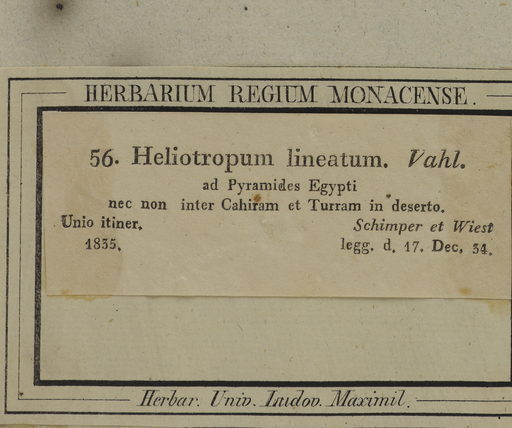 HERBARIUM REGIUM MONACENSE.
56. Heliotropum lineatum. Vahl.
ad Pyramides Egypti
nec non inter Cahiram et Turram in deserto.
Unio itiner. Schimper et Wiest
1835. legg. d. 17. Dec. 34.
Herbar. Univ. Ludov. Maximil.